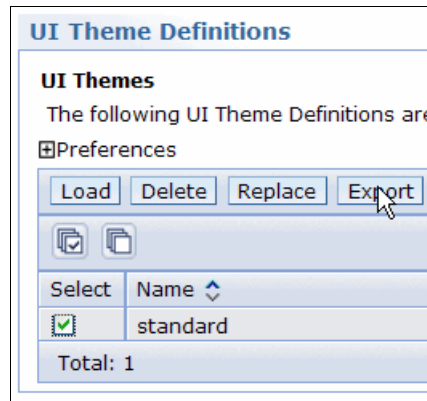 UI Theme Definitions
UI Themes
The following UI Theme Definitions are
Preferences
Load Delete Replace Export
Select Name
standard
Total: 1